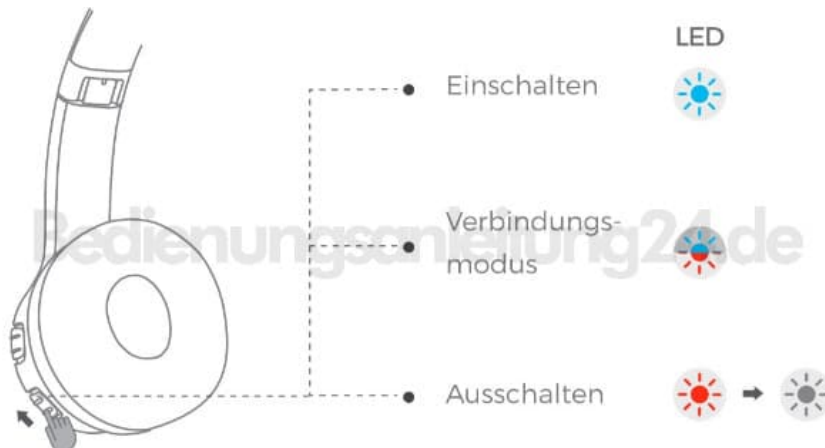 LED
Einschalten
Verbindungs-
modus
Bedienungsanleitung24.de
Ausschalten